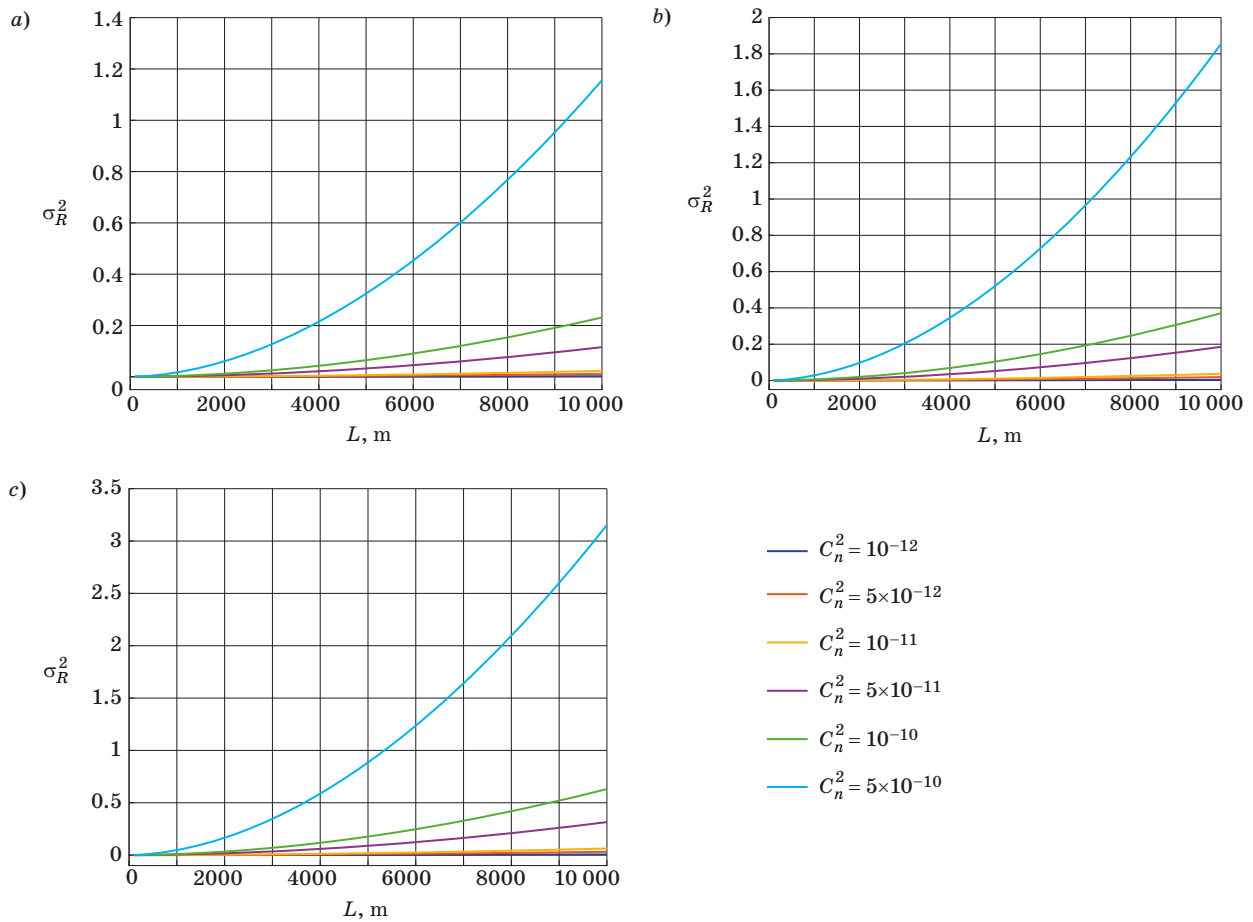 a)
1.4
1.2
1
0.8
0.6
0.4
0.2
0
σ_R^2
0 2000 4000 6000 8000 10 000
L, m
b)
2
1.8
1.6
1.4
1.2
1
0.8
0.6
0.4
0.2
0
σ_R^2
0 2000 4000 6000 8000 10 000
L, m
c)
3.5
3
2.5
2
1.5
1
0.5
0
σ_R^2
0 2000 4000 6000 8000 10 000
L, m
C_n^2 = 10^−12
C_n^2 = 5×10^−12
C_n^2 = 10^−11
C_n^2 = 5×10^−11
C_n^2 = 10^−10
C_n^2 = 5×10^−10